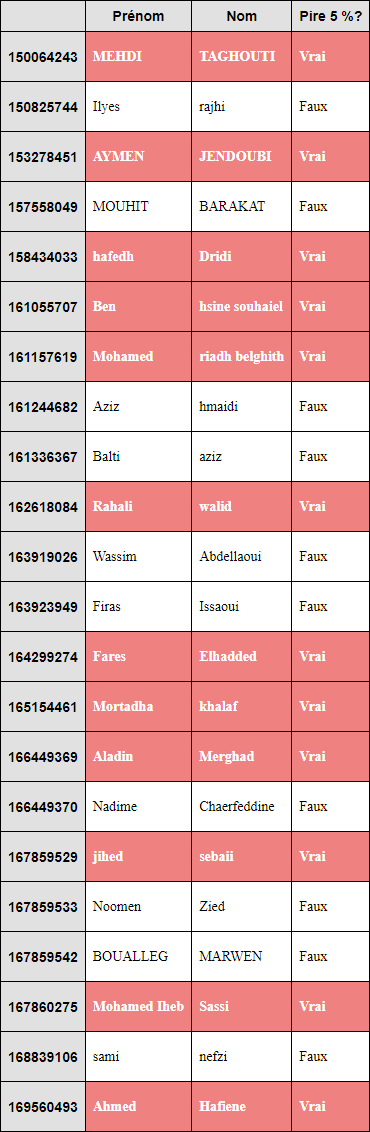 Prénom Nom Pire 5 %?
150064243 MEHDI TAGHOUTI Vrai
150825744 Ilyes rajhi Faux
153278451 AYMEN JENDOUBI Vrai
157558049 MOUHIT BARAKAT Faux
158434033 hafedh Dridi Vrai
161055707 Ben hsine souhaiel Vrai
161157619 Mohamed riadh belghith Vrai
161244682 Aziz hmaidi Faux
161336367 Balti aziz Faux
162618084 Rahali walid Vrai
163919026 Wassim Abdellaoui Faux
163923949 Firas Issaoui Faux
164299274 Fares Elhadded Vrai
165154461 Mortadha khalaf Vrai
166449369 Aladin Merghad Vrai
166449370 Nadime Chaerfeddine Faux
167859529 jihed sebaii Vrai
167859533 Noomen Zied Faux
167859542 BOUALLEG MARWEN Faux
167860275 Mohamed Iheb Sassi Vrai
168839106 sami nefzi Faux
169560493 Ahmed Hafiene Vrai